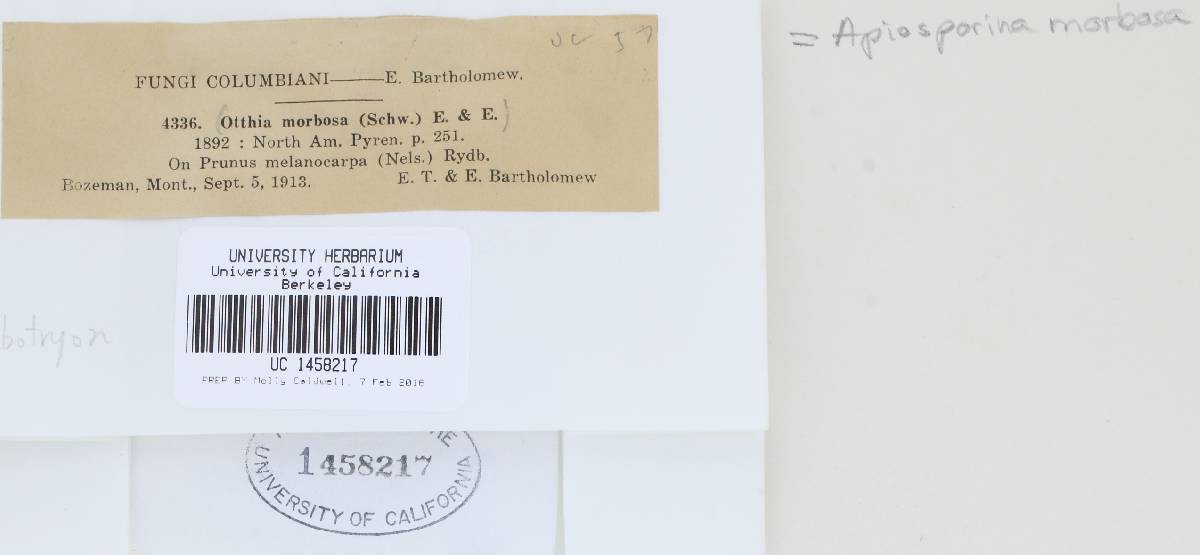 UC 57
= Apiosporina morbosa
FUNGI COLUMBIANI——E. Bartholomew.
4336. (Otthia morbosa (Schw.) E. & E.)
1892 : North Am. Pyren. p. 251.
On Prunus melanocarpa (Nels.) Rydb.
Bozeman, Mont., Sept. 5, 1913. E. T. & E. Bartholomew
UNIVERSITY HERBARIUM
University of California
Berkeley
botryon
UC 1458217
PREP BY Molly Caldwell, 7 Feb 2016
1458217
UNIVERSITY OF CALIFORNIA